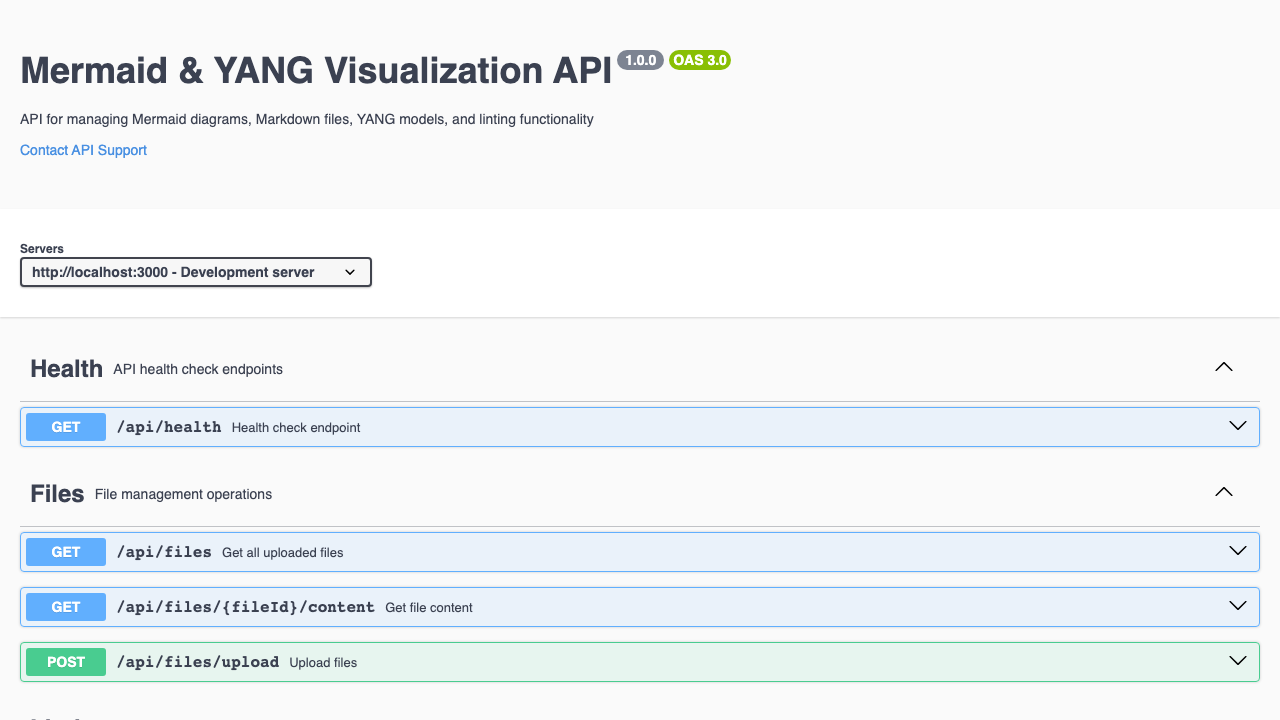 Mermaid & YANG Visualization API 1.0.0 OAS 3.0
API for managing Mermaid diagrams, Markdown files, YANG models, and linting functionality
Contact API Support
Servers
http://localhost:3000 - Development server
Health API health check endpoints
GET /api/health Health check endpoint
Files File management operations
GET /api/files Get all uploaded files
GET /api/files/{fileId}/content Get file content
POST /api/files/upload Upload files